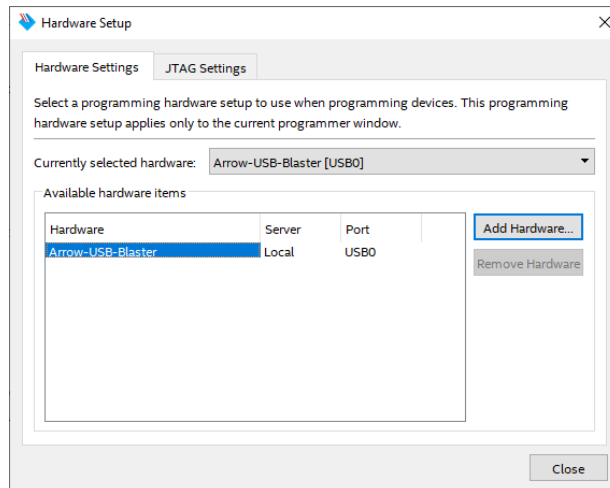 Hardware Setup
Hardware Settings
JTAG Settings
Select a programming hardware setup to use when programming devices. This programming
hardware setup applies only to the current programmer window.
Currently selected hardware: Arrow-USB-Blaster [USB0]
Available hardware items
Hardware Server Port
Arrow-USB-Blaster Local USB0
Add Hardware...
Remove Hardware
Close